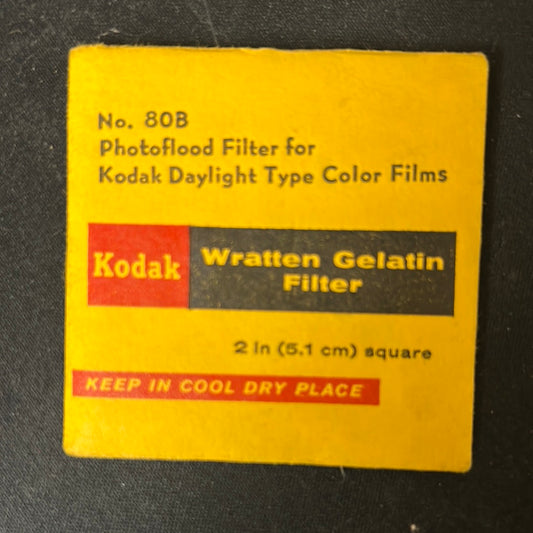 No. 80B
Photoflood Filter for
Kodak Daylight Type Color Films
Kodak
Wratten Gelatin
Filter
2 in (5.1 cm) square
KEEP IN COOL DRY PLACE